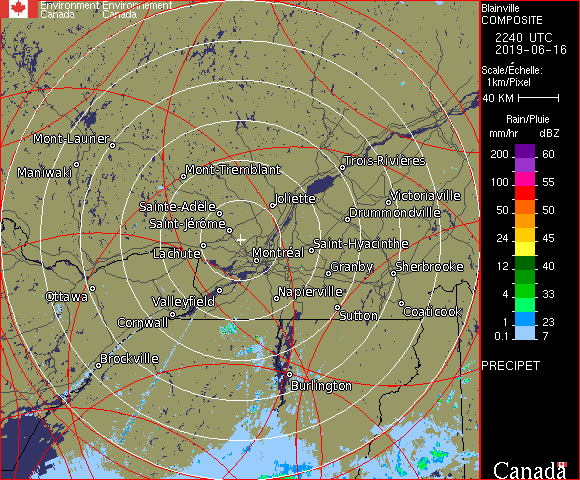 Environment Environnement
Canada Canada
Blainville
COMPOSITE
2240 UTC
2019-06-16
Scale/Échelle:
1km/Pixel
40 KM
Rain/Pluie
mm/hr dBZ
200 60
100 55
50 50
24 45
12 40
4 33
1 23
0.1 7
PRECIPET
Canada
Mont-Laurier
Maniwaki
Mont-Tremblant
Trois-Rivières
Sainte-Adèle
Joliette
Victoriaville
Saint-Jérôme
Drummondville
Lachute
Montréal
Saint-Hyacinthe
Granby
Sherbrooke
Ottawa
Valleyfield
Napierville
Cornwall
Sutton
Coaticook
Brockville
Burlington